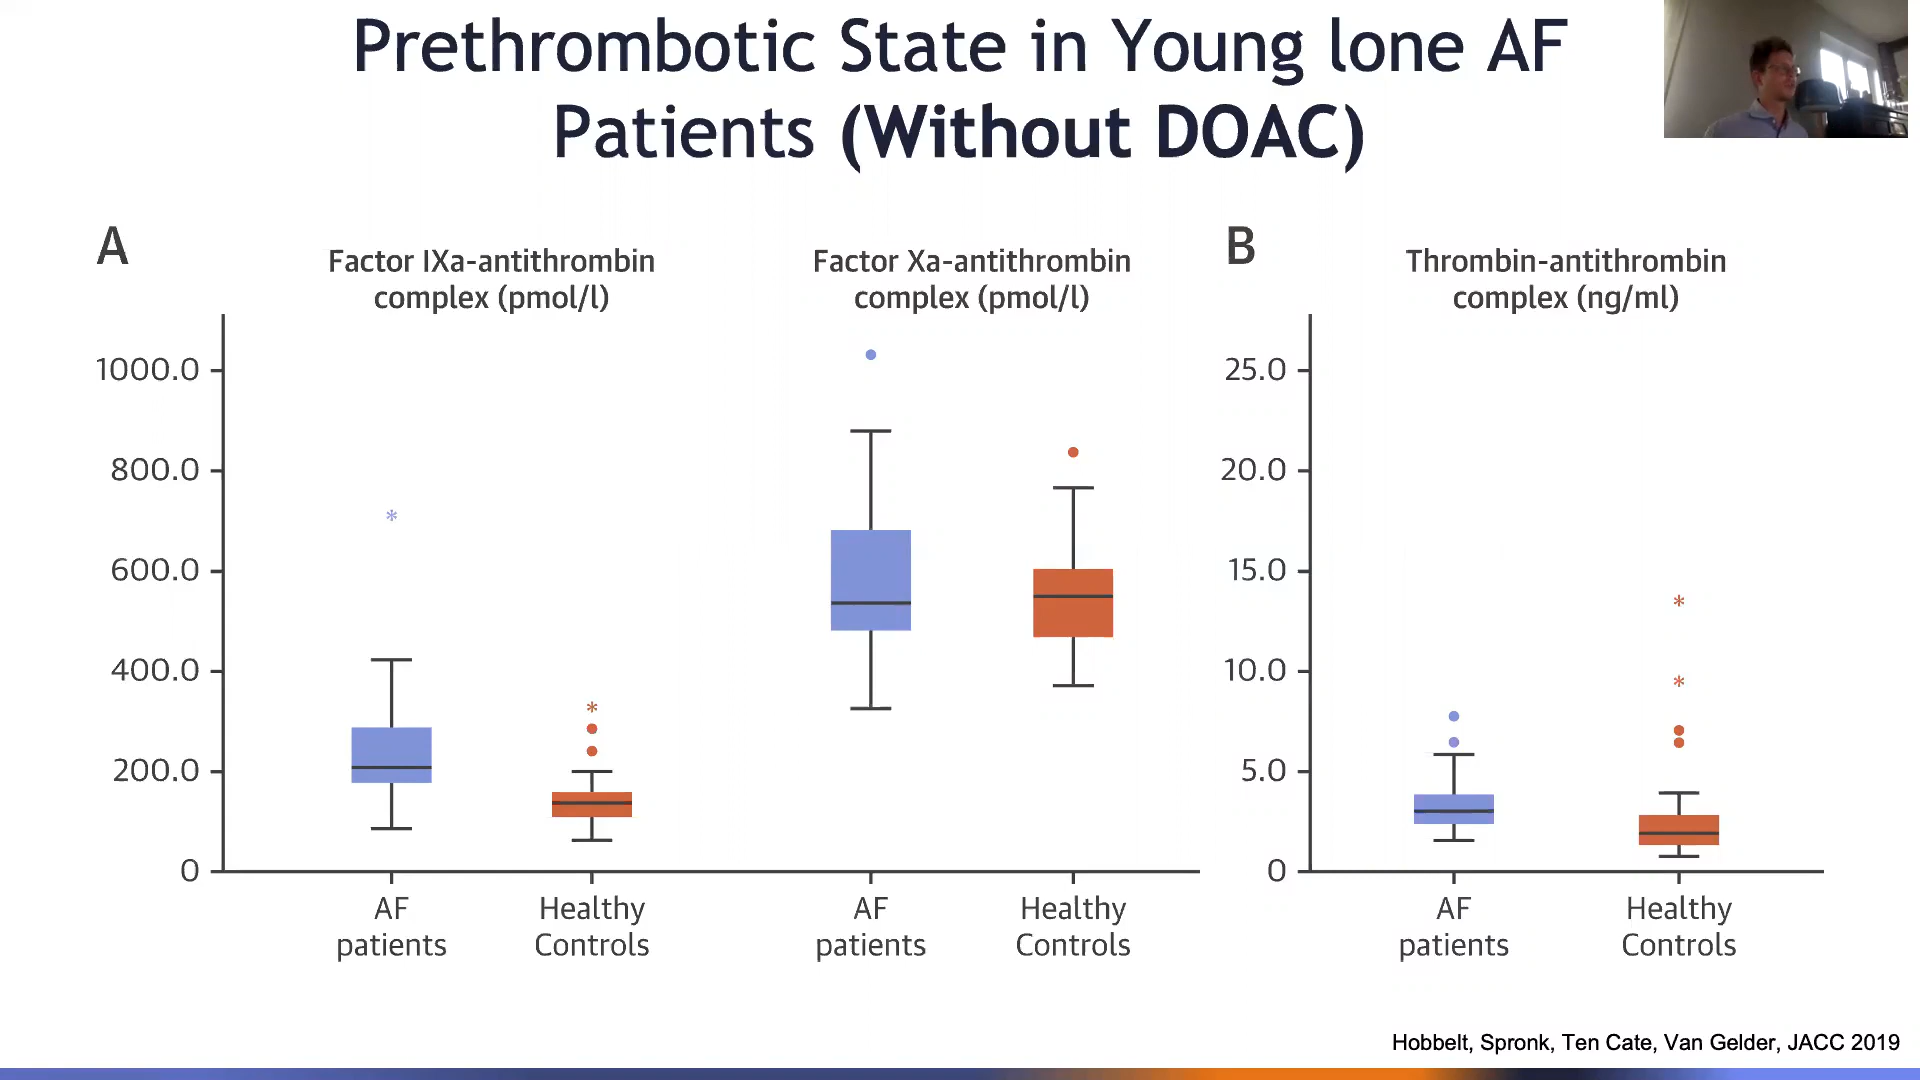 Prethrombotic State in Young lone AF
Patients (Without DOAC)
A
Factor IXa-antithrombin
complex (pmol/l)
Factor Xa-antithrombin
complex (pmol/l)
1000.0
800.0
600.0
400.0
200.0
0
AF
patients
Healthy
Controls
AF
patients
Healthy
Controls
B
Thrombin-antithrombin
complex (ng/ml)
25.0
20.0
15.0
10.0
5.0
0
AF
patients
Healthy
Controls
Hobbelt, Spronk, Ten Cate, Van Gelder, JACC 2019